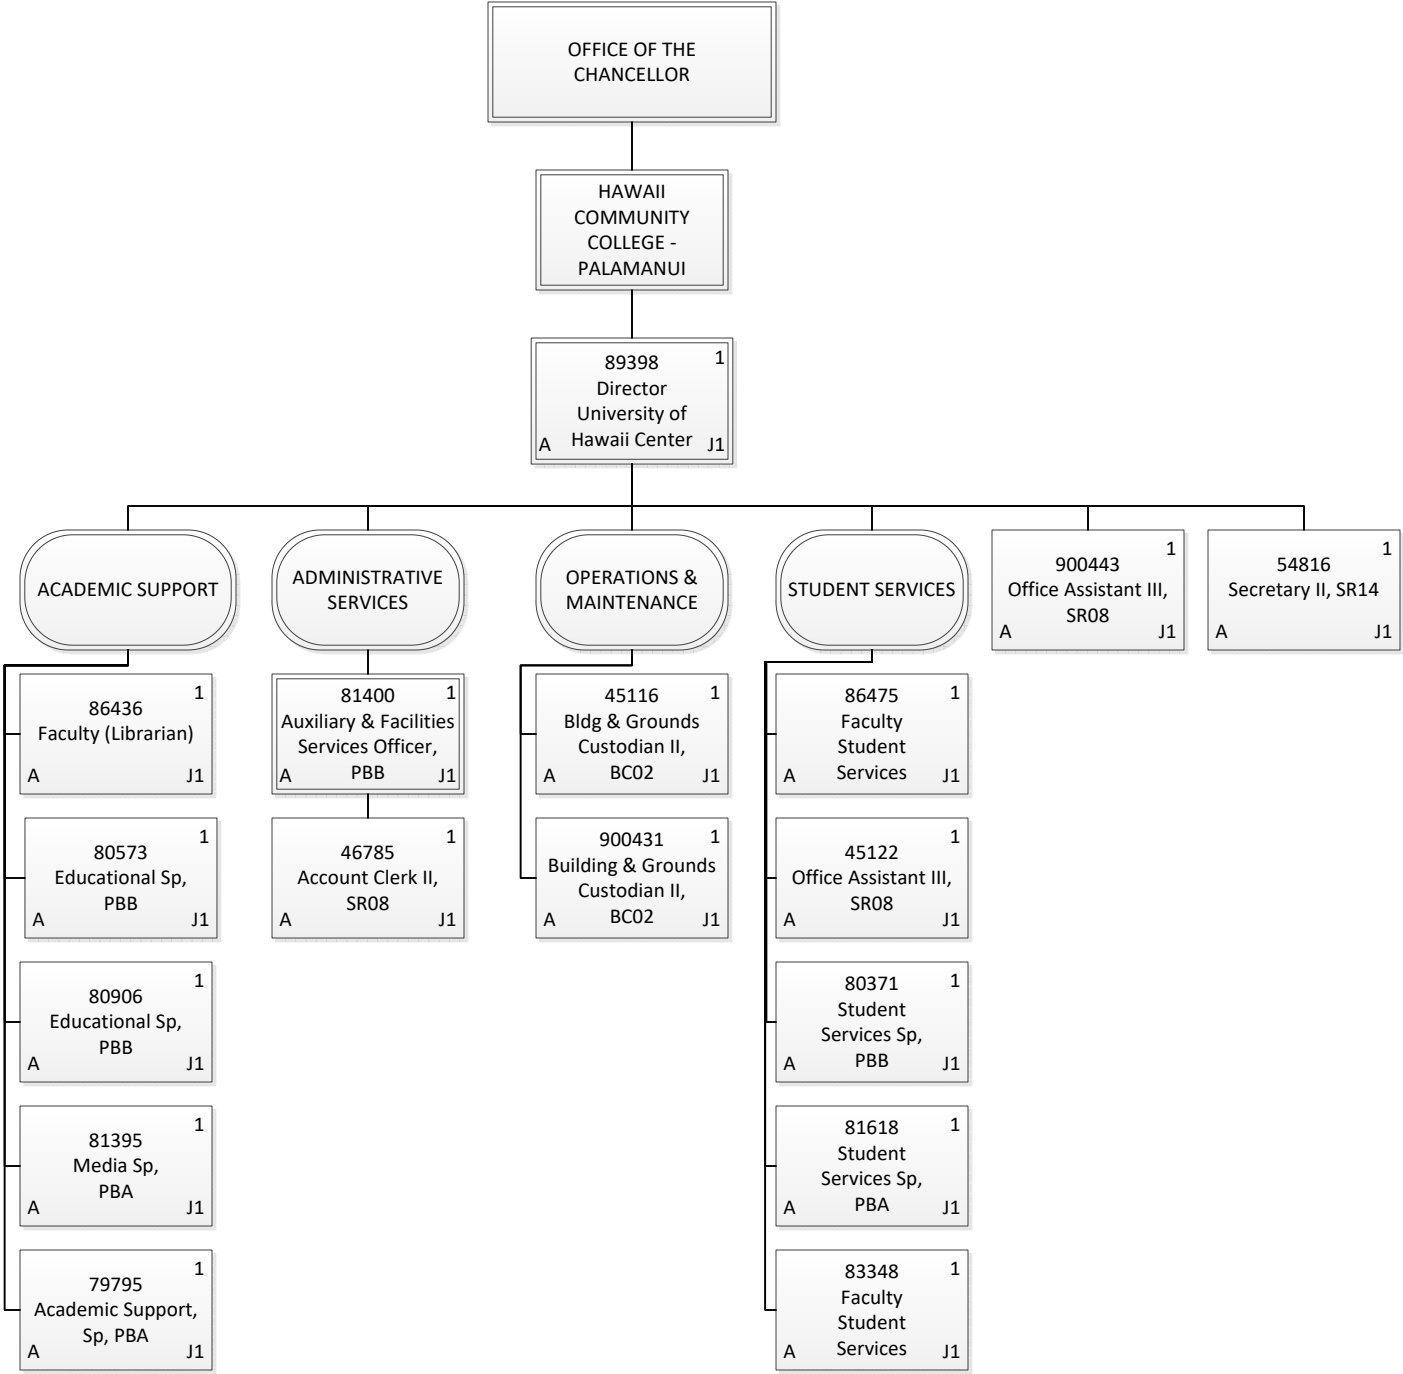 OFFICE OF THE
CHANCELLOR
HAWAII
COMMUNITY
COLLEGE -
PALAMANUI
89398 1
Director
University of
A Hawaii Center J1
ACADEMIC SUPPORT
ADMINISTRATIVE
SERVICES
OPERATIONS &
MAINTENANCE
STUDENT SERVICES
900443 1
Office Assistant III,
SR08
A J1
54816 1
Secretary II, SR14
A J1
86436 1
Faculty (Librarian)
A J1
80573 1
Educational Sp,
PBB
A J1
80906 1
Educational Sp,
PBB
A J1
81395 1
Media Sp,
PBA
A J1
79795 1
Academic Support,
Sp, PBA
A J1
81400 1
Auxiliary & Facilities
Services Officer,
A PBB J1
46785 1
Account Clerk II,
SR08
A J1
45116 1
Bldg & Grounds
Custodian II,
A BC02 J1
900431 1
Building & Grounds
Custodian II,
A BC02 J1
86475 1
Faculty
Student
A Services J1
45122 1
Office Assistant III,
SR08
A J1
80371 1
Student
Services Sp,
A PBB J1
81618 1
Student
Services Sp,
A PBA J1
83348 1
Faculty
Student
A Services J1